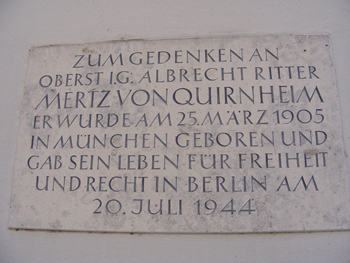 ZUM GEDENKEN AN
OBERST I.G. ALBRECHT RITTER
MERTZ VON QUIRNHEIM
ER WURDE AM 25. MÄRZ 1905
IN MÜNCHEN GEBOREN UND
GAB SEIN LEBEN FÜR FREIHEIT
UND RECHT IN BERLIN AM
20. JULI 1944